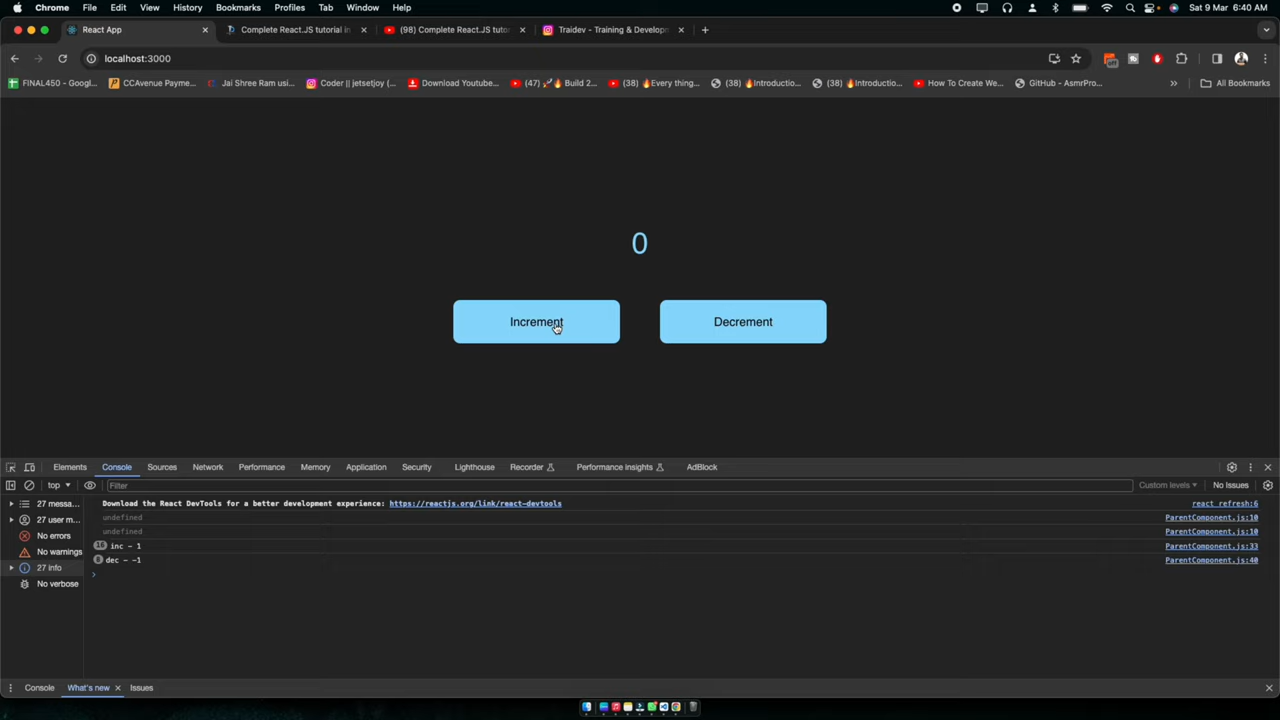 Chrome File Edit View History Bookmarks Profiles Tab Window Help Sat 9 Mar 6:40 AM
React App Complete React.JS tutorial in (98) Complete React.JS tutor Traidev - Training & Develop
localhost:3000
FINAL450 - Googl... CCAvenue Payme... Jai Shree Ram usi... Coder || jetsetjoy (... Download Youtube... (47) 🚀🔥 Build 2... (38) 🔥Every thing... (38) 🔥Introductio... (38) 🔥Introductio... How To Create We... GitHub - AsmrPro... » All Bookmarks
0
Increment Decrement
Elements Console Sources Network Performance Memory Application Security Lighthouse Recorder Performance insights AdBlock
top Filter Custom levels No Issues
27 messa... Download the React DevTools for a better development experience: https://reactjs.org/link/react-devtools react refresh:6
27 user m... undefined ParentComponent.js:10
No errors undefined ParentComponent.js:10
No warnings 16 inc - 1 ParentComponent.js:33
27 info 8 dec - -1 ParentComponent.js:40
No verbose
Console What's new Issues